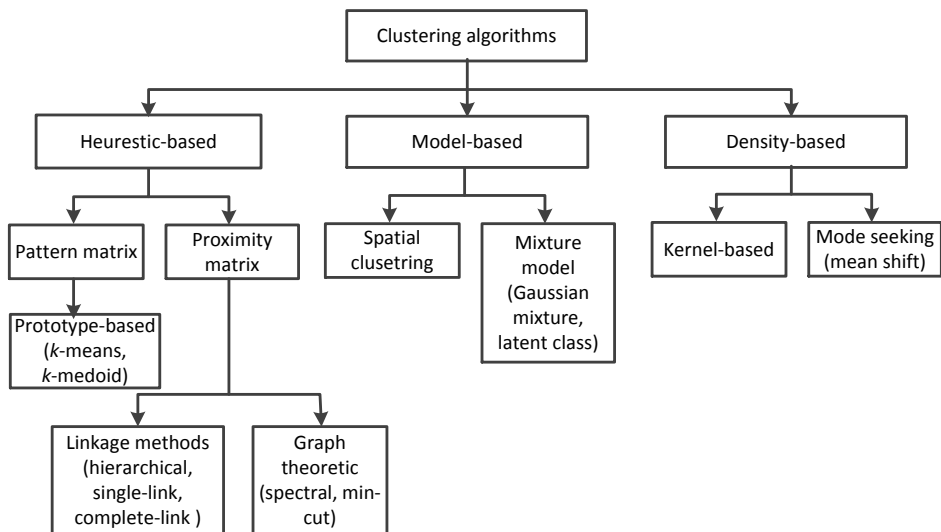 Clustering algorithms
Heurestic-based
Model-based
Density-based
Pattern matrix
Proximity
matrix
Spatial
clusetring
Mixture
model
(Gaussian
mixture,
latent class)
Kernel-based
Mode seeking
(mean shift)
Prototype-based
(k-means,
k-medoid)
Linkage methods
(hierarchical,
single-link,
complete-link )
Graph
theoretic
(spectral, min-
cut)